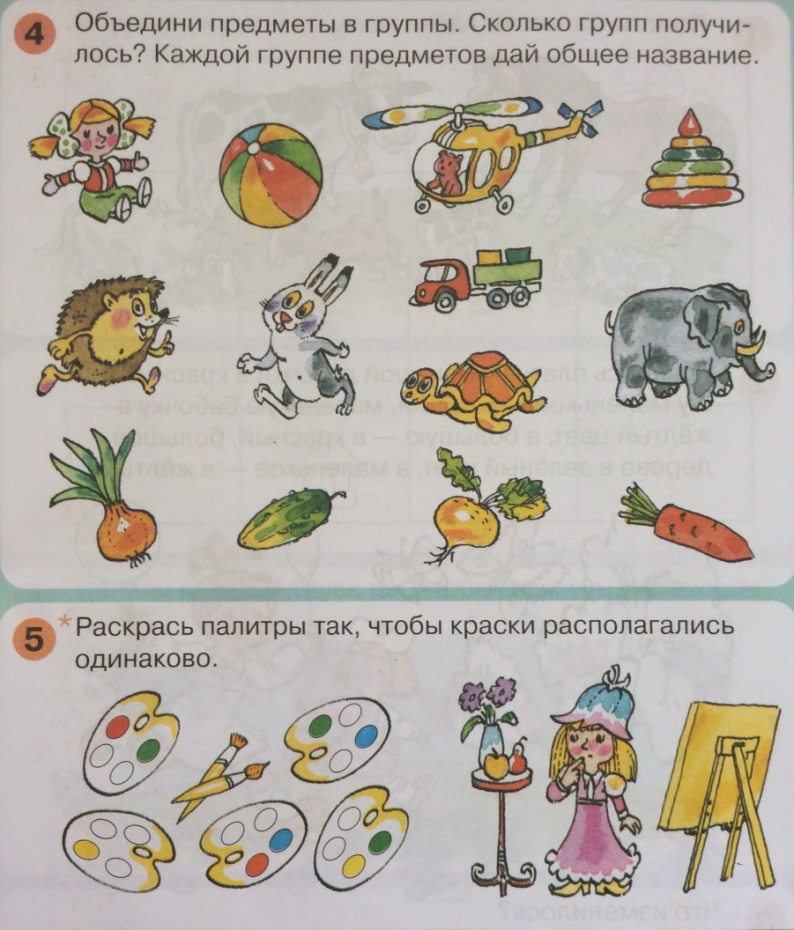 4 Объедини предметы в группы. Сколько групп получи-
лось? Каждой группе предметов дай общее название.
5 * Раскрась палитры так, чтобы краски располагались
одинаково.